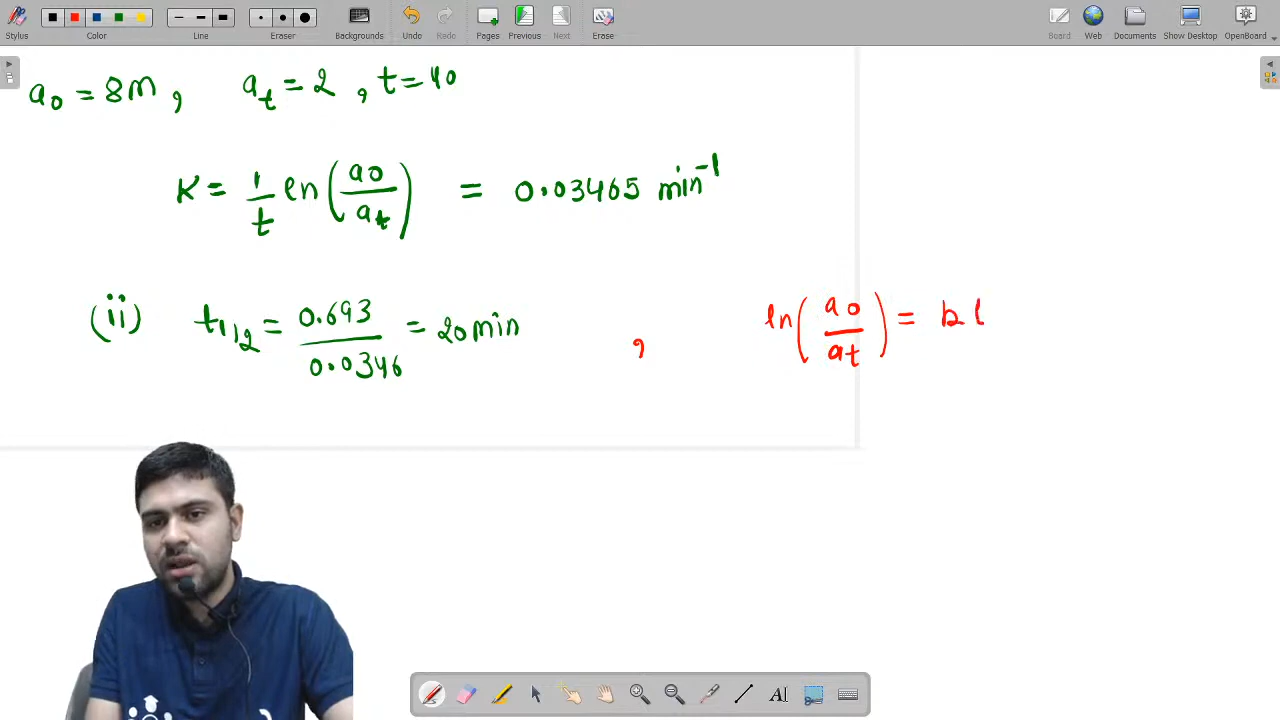 Stylus Color Line Eraser Backgrounds Undo Redo Pages Previous Next Erase Board Web Documents Show Desktop OpenBoard
a₀ = 8M, aₜ = 2, t = 40
K = 1/t ln(a₀/aₜ) = 0.03465 min⁻¹
(ii) t₁/₂ = 0.693/0.0346 = 20 min , ln(a₀/aₜ) =